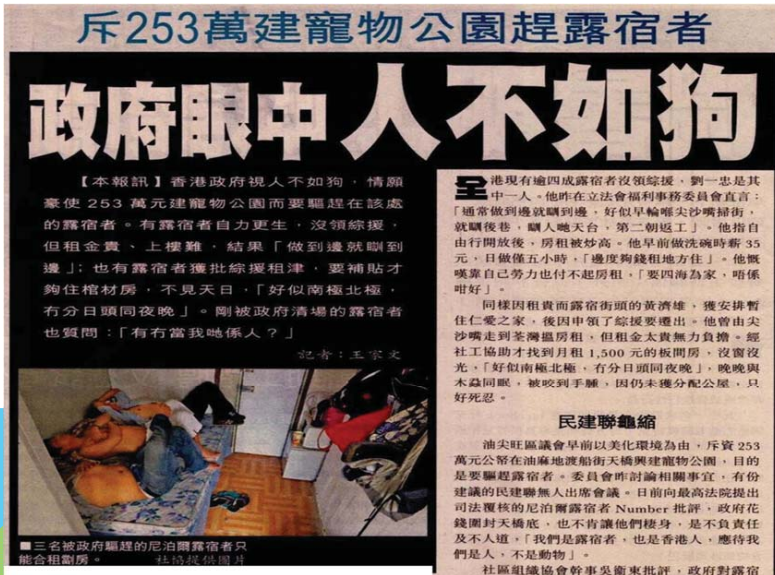 斥253萬建寵物公園趕露宿者
政府眼中人不如狗
【本報訊】香港政府視人不如狗，情願
豪使 253 萬元建寵物公園而要驅趕在該處
的露宿者。有露宿者自力更生，沒領綜援，
但租金貴、上樓難，結果「做到邊就瞓到
邊」；也有露宿者獲批綜援租津，要補貼才
夠住棺材房，不見天日，「好似南極北極，
冇分日頭同夜晚」。剛被政府清場的露宿者
也質問：「有冇當我哋係人？」
記者：王家文
■三名被政府驅趕的尼泊爾露宿者只
能合租劏房。 杜恪提供圖片
全港現有逾四成露宿者沒領綜援，劉一忠是其
中一人。他昨在立法會福利事務委員會直言：
「通常做到邊就瞓到邊，好似早輪喺尖沙嘴掃街，
就瞓後巷，瞓人哋天台，第二朝返工」。他指自
由行開放後，房租被炒高。他早前做洗碗時薪 35
元，日做僅五小時，「邊度夠錢租地方住」。他慨
嘆靠自己勞力也付不起房租，「要四海為家，唔係
咁好」。
同樣因租貴而露宿街頭的黃濟雄，獲安排暫
住仁愛之家，後因申領了綜援要遷出。他曾由尖
沙嘴走到荃灣搵房租，但租金太貴無力負擔。經
社工協助才找到月租 1,500 元的板間房，沒窗沒
光，「好似南極北極，冇分日頭同夜晚」，晚晚與
木蝨同眠，被咬到手腫，因仍未獲分配公屋，只
好死忍。
民建聯龜縮
油尖旺區議會早前以美化環境為由，斥資 253
萬元公帑在油麻地渡船街天橋興建寵物公園，目的
是要驅趕露宿者。委員會昨討論相關事宜，有份
建議的民建聯無人出席會議。日前向最高法院提出
司法覆核的尼泊爾露宿者 Number 批評，政府花
錢圍封天橋底，也不肯讓他們棲身，是不負責任
及不人道，「我們是露宿者，也是香港人，應待我
們是人，不是動物」。
社區組織協會幹事吳衞東批評，政府對露宿